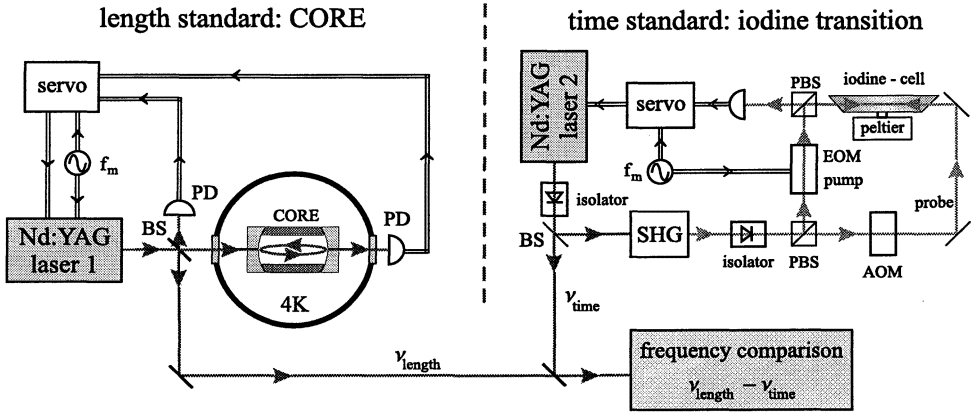 length standard: CORE
time standard: iodine transition
servo
f_m
PD
BS
CORE
PD
Nd:YAG
laser 1
4K
ν_length
Nd:YAG
laser 2
servo
PBS
iodine - cell
peltier
f_m
EOM
pump
isolator
probe
BS
SHG
isolator
PBS
AOM
ν_time
frequency comparison
ν_length − ν_time